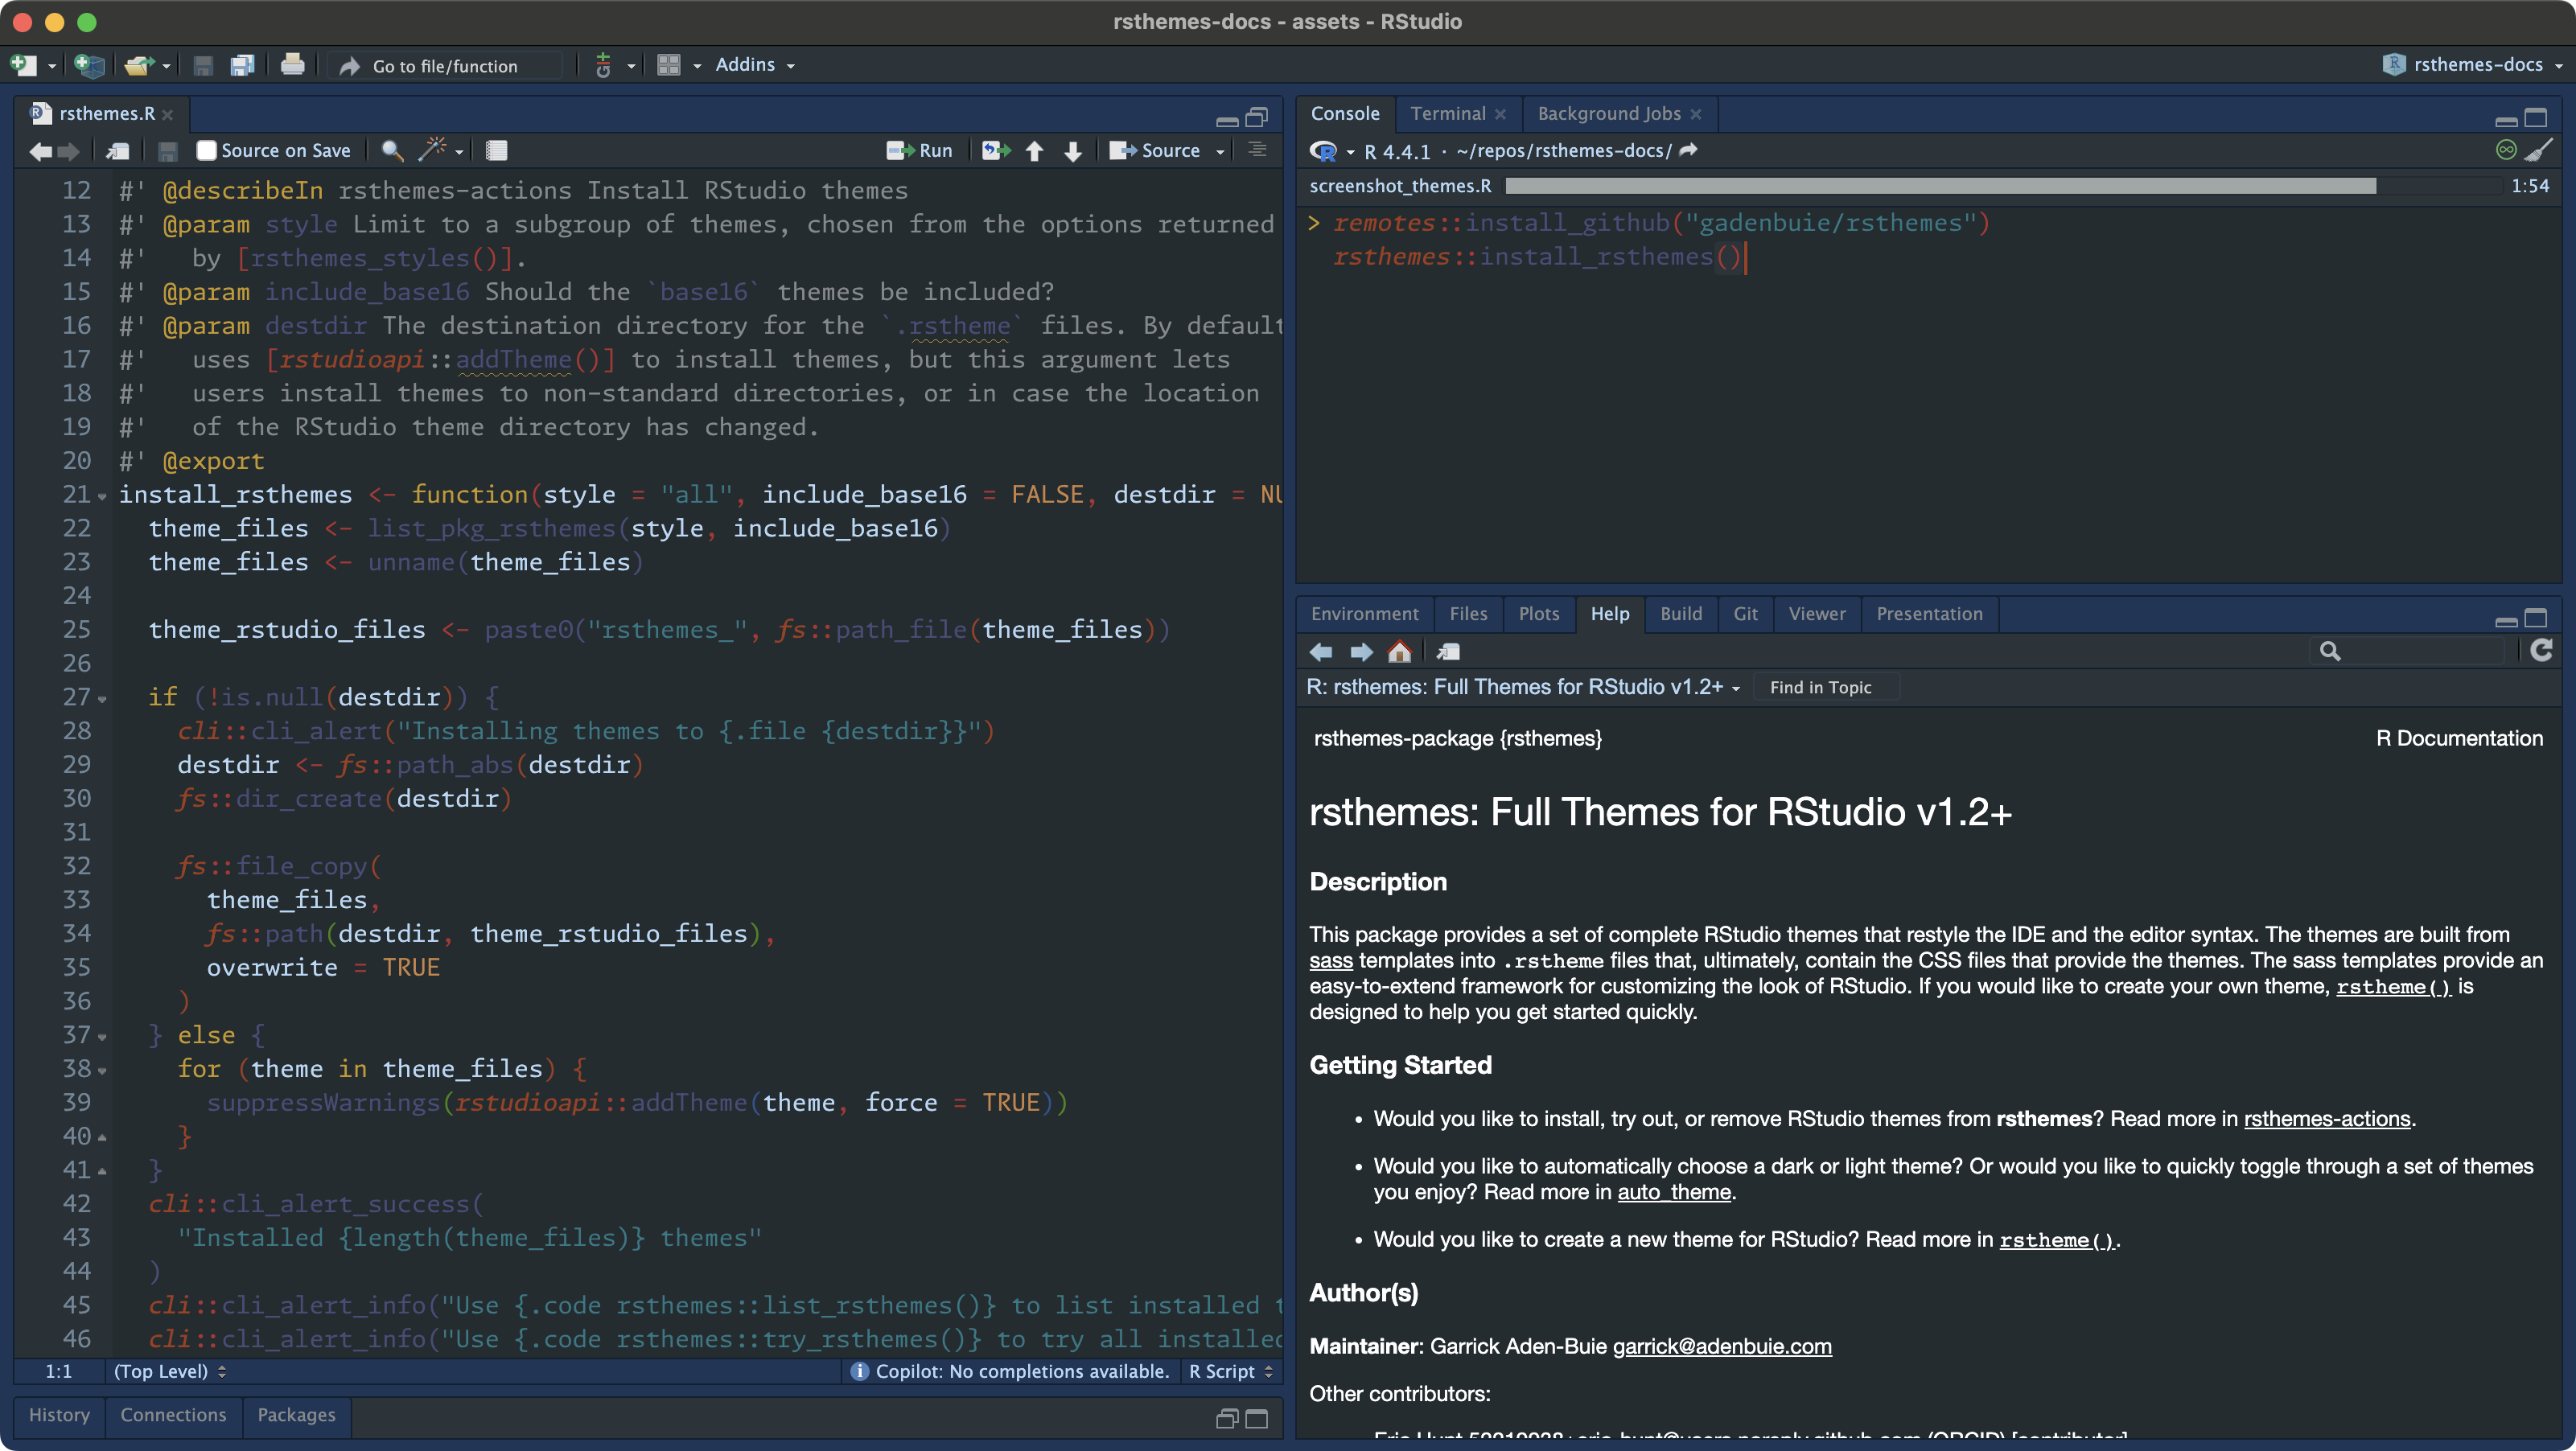 rsthemes-docs - assets - RStudio
Go to file/function
Addins
rsthemes-docs
rsthemes.R
Source on Save
Run
Source
12 #' @describeIn rsthemes-actions Install RStudio themes
13 #' @param style Limit to a subgroup of themes, chosen from the options returned
14 #'   by [rsthemes_styles()].
15 #' @param include_base16 Should the `base16` themes be included?
16 #' @param destdir The destination directory for the `.rstheme` files. By default
17 #'   uses [rstudioapi::addTheme()] to install themes, but this argument lets
18 #'   users install themes to non-standard directories, or in case the location
19 #'   of the RStudio theme directory has changed.
20 #' @export
21 install_rsthemes <- function(style = "all", include_base16 = FALSE, destdir = NU
22   theme_files <- list_pkg_rsthemes(style, include_base16)
23   theme_files <- unname(theme_files)
24
25   theme_rstudio_files <- paste0("rsthemes_", fs::path_file(theme_files))
26
27   if (!is.null(destdir)) {
28     cli::cli_alert("Installing themes to {.file {destdir}}")
29     destdir <- fs::path_abs(destdir)
30     fs::dir_create(destdir)
31
32     fs::file_copy(
33       theme_files,
34       fs::path(destdir, theme_rstudio_files),
35       overwrite = TRUE
36     )
37   } else {
38     for (theme in theme_files) {
39       suppressWarnings(rstudioapi::addTheme(theme, force = TRUE))
40     }
41   }
42   cli::cli_alert_success(
43     "Installed {length(theme_files)} themes"
44   )
45   cli::cli_alert_info("Use {.code rsthemes::list_rsthemes()} to list installed t
46   cli::cli_alert_info("Use {.code rsthemes::try_rsthemes()} to try all installed
1:1 (Top Level) Copilot: No completions available. R Script
History Connections Packages
Console Terminal Background Jobs
R 4.4.1 · ~/repos/rsthemes-docs/
screenshot_themes.R 1:54
> remotes::install_github("gadenbuie/rsthemes")
rsthemes::install_rsthemes()
Environment Files Plots Help Build Git Viewer Presentation
R: rsthemes: Full Themes for RStudio v1.2+ Find in Topic
rsthemes-package {rsthemes} R Documentation
rsthemes: Full Themes for RStudio v1.2+
Description
This package provides a set of complete RStudio themes that restyle the IDE and the editor syntax. The themes are built from
sass templates into .rstheme files that, ultimately, contain the CSS files that provide the themes. The sass templates provide an
easy-to-extend framework for customizing the look of RStudio. If you would like to create your own theme, rstheme() is
designed to help you get started quickly.
Getting Started
• Would you like to install, try out, or remove RStudio themes from rsthemes? Read more in rsthemes-actions.
• Would you like to automatically choose a dark or light theme? Or would you like to quickly toggle through a set of themes
you enjoy? Read more in auto_theme.
• Would you like to create a new theme for RStudio? Read more in rstheme().
Author(s)
Maintainer: Garrick Aden-Buie garrick@adenbuie.com
Other contributors: